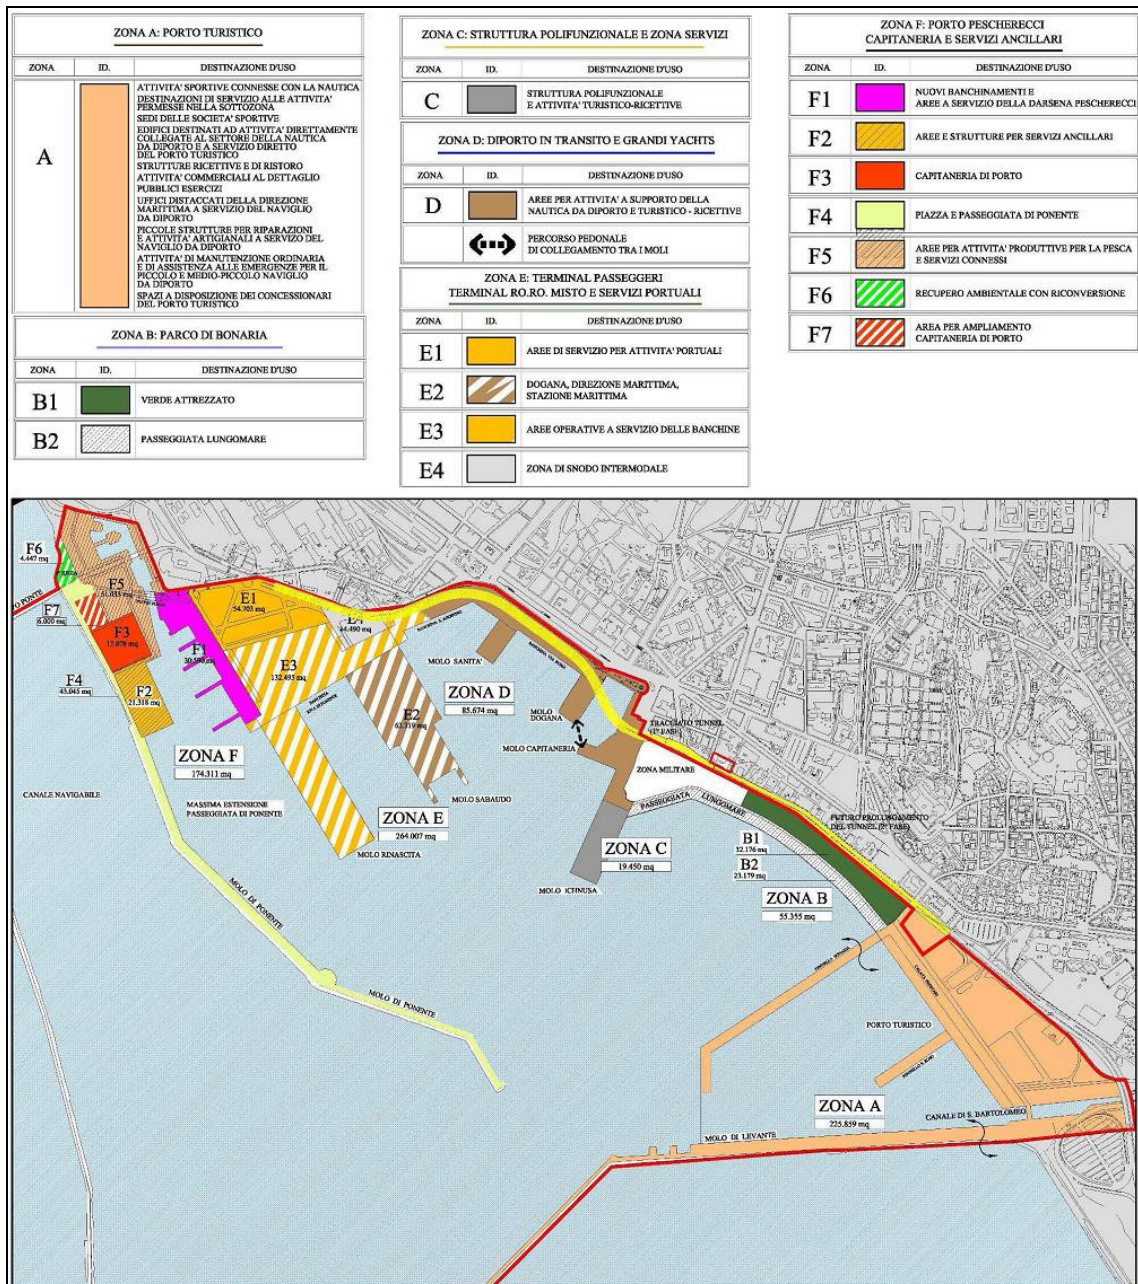 ZONA A: PORTO TURISTICO
ZONA ID. DESTINAZIONE D'USO
A
ATTIVITA' SPORTIVE CONNESSE CON LA NAUTICA
DESTINAZIONI DI SERVIZIO ALLE ATTIVITA'
PERMESSE NELLA SOTTOZONA
SEDI DELLE SOCIETA' SPORTIVE
EDIFICI DESTINATI AD ATTIVITA' DIRETTAMENTE
COLLEGATE AL SETTORE DELLA NAUTICA
DA DIPORTO E A SERVIZIO DIRETTO
DEL PORTO TURISTICO
STRUTTURE RICETTIVE E DI RISTORO
ATTIVITA' COMMERCIALI AL DETTAGLIO
PUBBLICI ESERCIZI
UFFICI DISTACCATI DELLA DIREZIONE
MARITTIMA A SERVIZIO DEL NAVIGLIO
DA DIPORTO
PICCOLE STRUTTURE PER RIPARAZIONI
E ATTIVITA' ARTIGIANALI A SERVIZO DEL
NAVIGLIO DA DIPORTO
ATTIVITA' DI MANUTENZIONE ORDINARIA
E DI ASSISTENZA ALLE EMERGENZE PER IL
PICCOLO E MEDIO-PICCOLO NAVIGLIO
DA DIPORTO
SPAZI A DISPOSIZIONE DEI CONCESSIONARI
DEL PORTO TURISTICO
ZONA B: PARCO DI BONARIA
ZONA ID. DESTINAZIONE D'USO
B1 VERDE ATTREZZATO
B2 PASSEGGIATA LUNGOMARE
ZONA C: STRUTTURA POLIFUNZIONALE E ZONA SERVIZI
ZONA ID. DESTINAZIONE D'USO
C STRUTTURA POLIFUNZIONALE
E ATTIVITA' TURISTICO-RICETTIVE
ZONA D: DIPORTO IN TRANSITO E GRANDI YACHTS
ZONA ID. DESTINAZIONE D'USO
D AREE PER ATTIVITA' A SUPPORTO DELLA
NAUTICA DA DIPORTO E TURISTICO - RICETTIVE
PERCORSO PEDONALE
DI COLLEGAMENTO TRA I MOLI
ZONA E: TERMINAL PASSEGGERI
TERMINAL RO.RO. MISTO E SERVIZI PORTUALI
ZONA ID. DESTINAZIONE D'USO
E1 AREE DI SERVIZIO PER ATTIVITA' PORTUALI
E2 DOGANA, DIREZIONE MARITTIMA,
STAZIONE MARITTIMA
E3 AREE OPERATIVE A SERVIZIO DELLE BANCHINE
E4 ZONA DI SNODO INTERMODALE
ZONA F: PORTO PESCHERECCI
CAPITANERIA E SERVIZI ANCILLARI
ZONA ID. DESTINAZIONE D'USO
F1 NUOVI BANCHINAMENTI E
AREE A SERVIZIO DELLA DARSENA PESCHERECCI
F2 AREE E STRUTTURE PER SERVIZI ANCILLARI
F3 CAPITANERIA DI PORTO
F4 PIAZZA E PASSEGGIATA DI PONENTE
F5 AREE PER ATTIVITA' PRODUTTIVE PER LA PESCA
E SERVIZI CONNESSI
F6 RECUPERO AMBIENTALE CON RICONVERSIONE
F7 AREA PER AMPLIAMENTO
CAPITANERIA DI PORTO
F6
4.447 mq
F5
F7
6.000 mq
F3
12.878 mq
F4
43.045 mq
F2
21.318 mq
F1
30.590 mq
E1
54.703 mq
E4
44.490 mq
E3
132.495 mq
E2
MOLO SANITA'
ZONA D
85.674 mq
MOLO DOGANA
MOLO CAPITANERIA
TRACCIATO TUNNEL
(1° FASE)
ZONA MILITARE
PASSEGGIATA LUNGOMARE
ZONA F
174.311 mq
CANALE NAVIGABILE
MASSIMA ESTENSIONE
PASSEGGIATA DI PONENTE
MOLO SABAUDO
ZONA E
264.007 mq
MOLO RINASCITA
ZONA C
19.450 mq
MOLO ICHNUSA
FUTURO PROLUNGAMENTO
DEL TUNNEL (2° FASE)
B1
32.176 mq
B2
23.179 mq
ZONA B
55.355 mq
MOLO DI PONENTE
MOLO DI PONENTE
PORTO TURISTICO
ZONA A
225.859 mq
CANALE DI S. BARTOLOMEO
MOLO DI LEVANTE